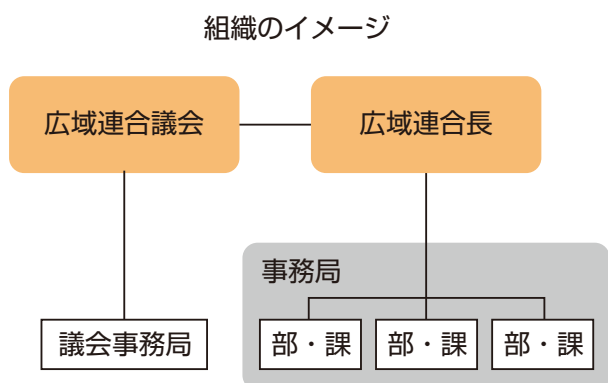 組織のイメージ
広域連合議会
広域連合長
事務局
議会事務局
部・課
部・課
部・課